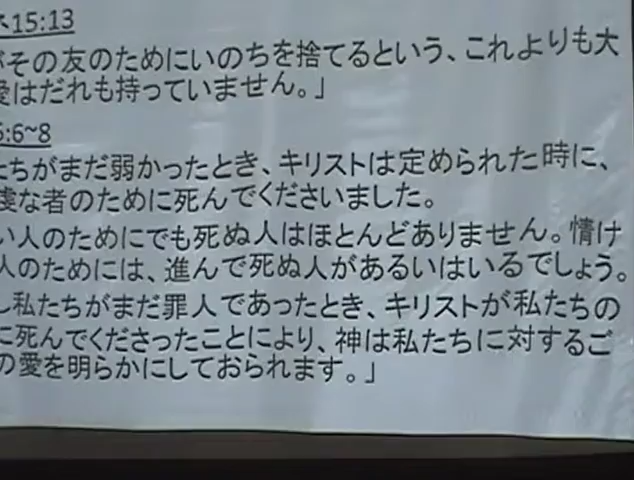 ネ15:13
がその友のためにいのちを捨てるという、これよりも大
愛はだれも持っていません。」
5:6~8
たちがまだ弱かったとき、キリストは定められた時に、
虔な者のために死んでくださいました。
い人のためにでも死ぬ人はほとんどありません。情け
人のためには、進んで死ぬ人があるいはいるでしょう。
し私たちがまだ罪人であったとき、キリストが私たちの
に死んでくださったことにより、神は私たちに対するご
の愛を明らかにしておられます。」